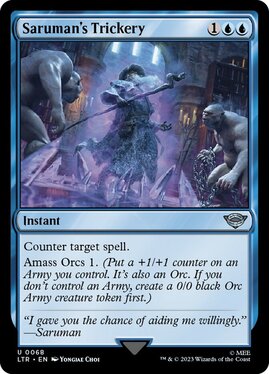 Saruman's Trickery 1
Instant
Counter target spell.
Amass Orcs 1. (Put a +1/+1 counter on an
Army you control. It's also an Orc. If you
don't control an Army, create a 0/0 black Orc
Army creature token first.)
"I gave you the chance of aiding me willingly."
—Saruman
U 0068
LTR • EN YONGJAE CHOI
© MEE
™ & © 2023 Wizards of the Coast